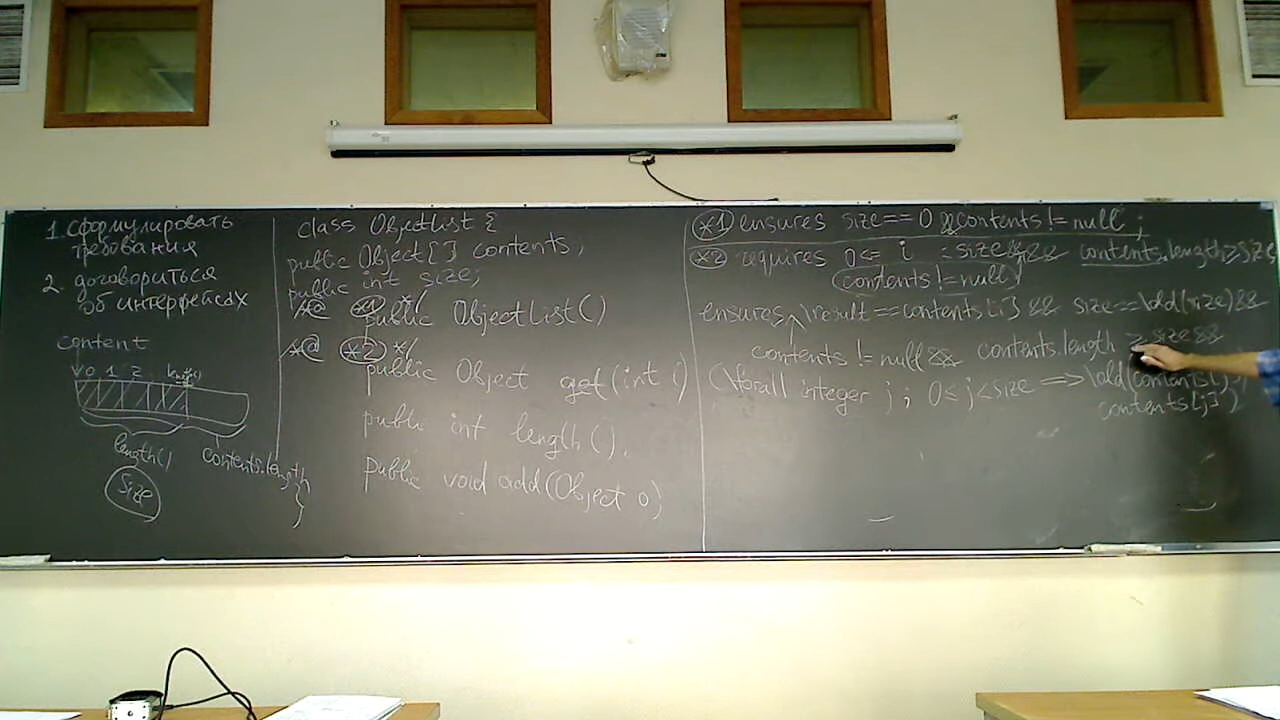 1. сформулировать
требования
2. договориться
об интерфейсах
content
0 1 2
length()
contents.length
size
class ObjectList {
public Object[] contents;
public int size;
/*@ *1 */
public ObjectList()
*@ *2 */
public Object get(int i)
public int length();
public void add(Object o)
}
*1 ensures size==0 && contents != null ;
*2 requires 0<= i <size && contents.length>=size
(contents != null)
ensures \result==contents[i] && size==\old(size)&&
contents != null && contents.length ≥ size&&
(\forall integer j; 0≤j<size ==> \old(contents[j])
contents[j])